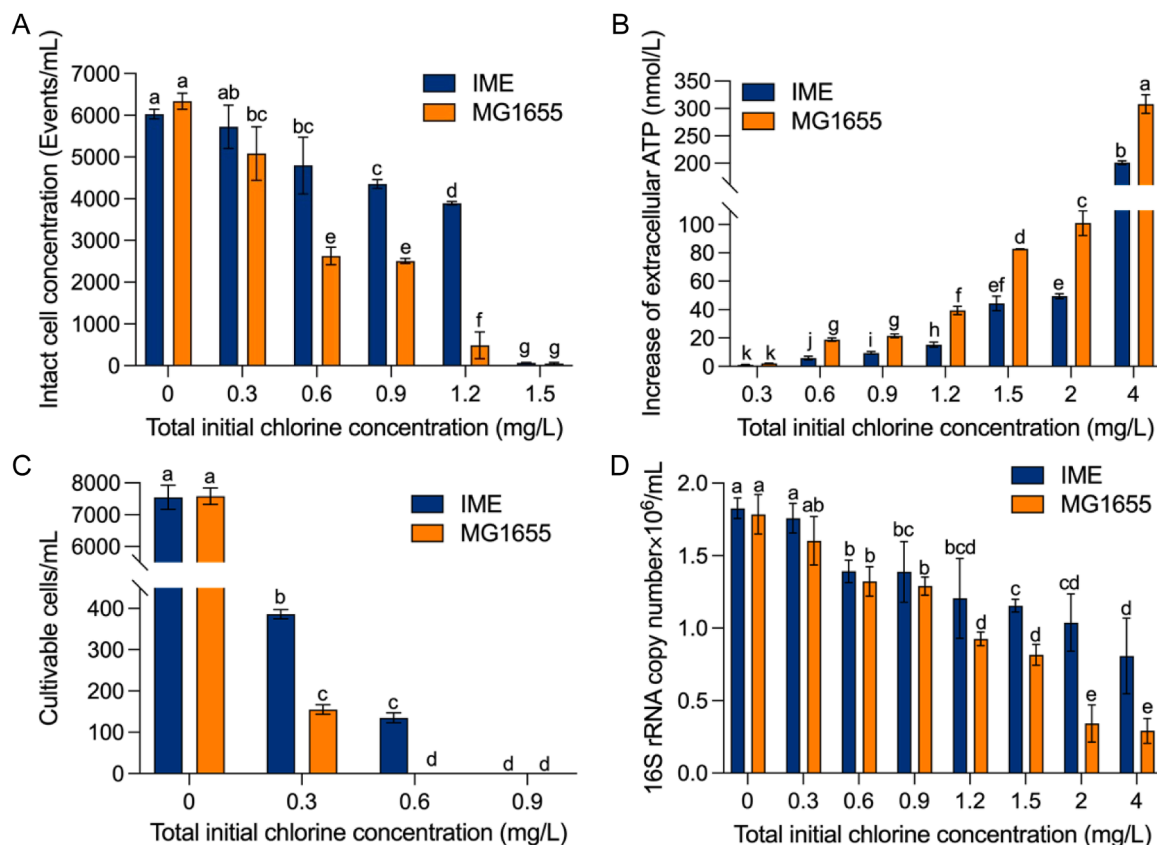 A
Intact cell concentration (Events/mL)
7000
6000
5000
4000
3000
2000
1000
0
IME
MG1655
a a ab bc bc e c e d f g g
0 0.3 0.6 0.9 1.2 1.5
Total initial chlorine concentration (mg/L)
B
Increase of extracellular ATP (nmol/L)
350
300
250
200
100
80
60
40
20
0
IME
MG1655
k k j g i g h f ef d e c b a
0.3 0.6 0.9 1.2 1.5 2 4
Total initial chlorine concentration (mg/L)
C
Cultivable cells/mL
8000
7000
6000
400
300
200
100
0
IME
MG1655
a a b c c d d d
0 0.3 0.6 0.9
Total initial chlorine concentration (mg/L)
D
16S rRNA copy number×10⁶/mL
2.0
1.5
1.0
0.5
0.0
IME
MG1655
a a a ab b b bc b bcd d c d cd e d e
0 0.3 0.6 0.9 1.2 1.5 2 4
Total initial chlorine concentration (mg/L)